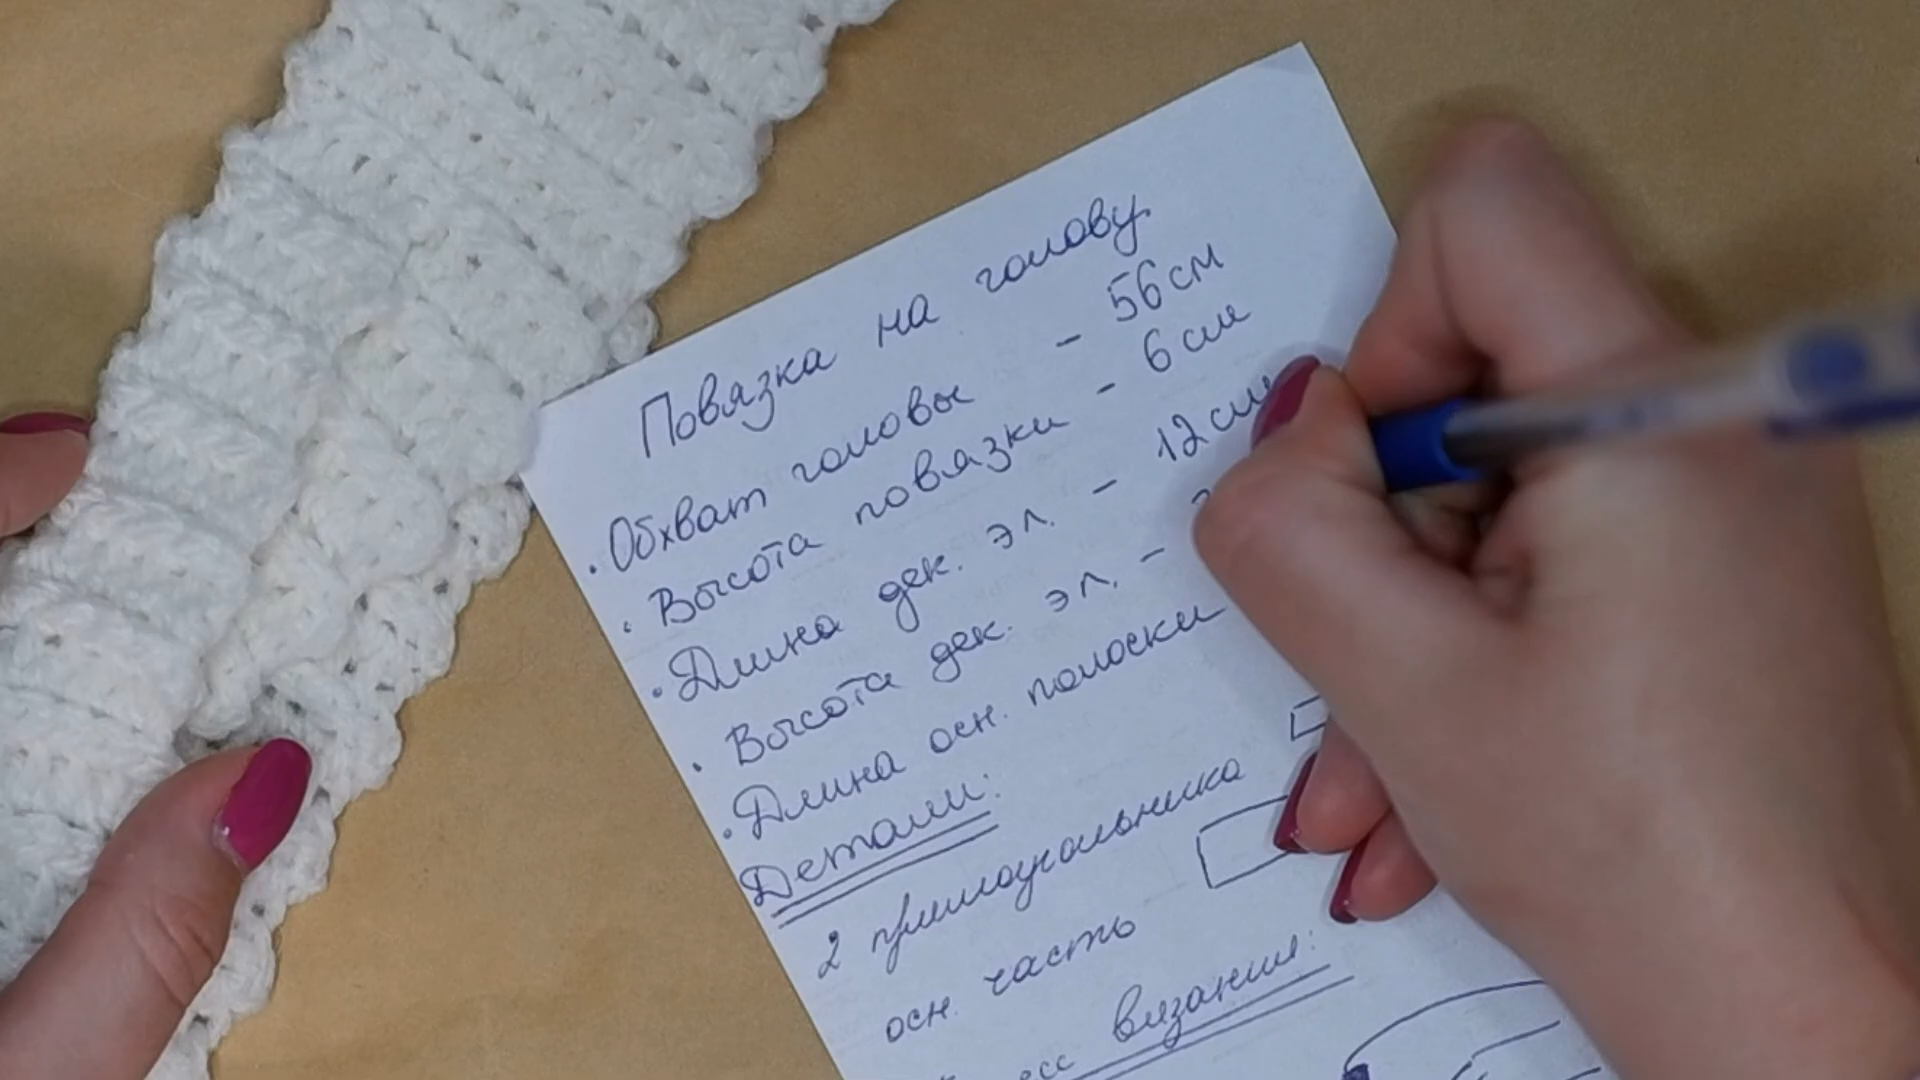 Повязка на голову
· Обхват головы - 56 см
· Высота повязки - 6 см
· Длина дек. эл. - 12 см
· Высота дек. эл. -
· Длина осн. полоски
Детали:
2 прямоугольника
осн. часть
вязания: